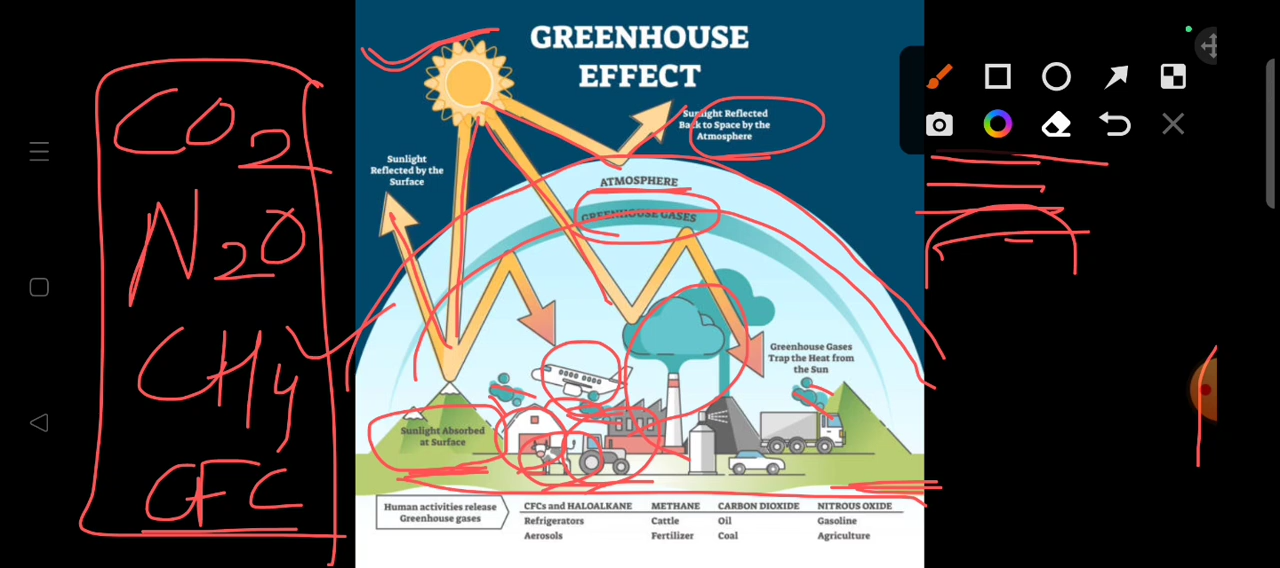 CO2
N2O
CH4
CFC
GREENHOUSE
EFFECT
Sunlight Reflected
Back to Space by the
Atmosphere
Sunlight
Reflected by the
Surface
ATMOSPHERE
GREENHOUSE GASES
Greenhouse Gases
Trap the Heat from
the Sun
Sunlight Absorbed
at Surface
Human activities release
Greenhouse gases
CFCs and HALOALKANE METHANE CARBON DIOXIDE NITROUS OXIDE
Refrigerators Cattle Oil Gasoline
Aerosols Fertilizer Coal Agriculture